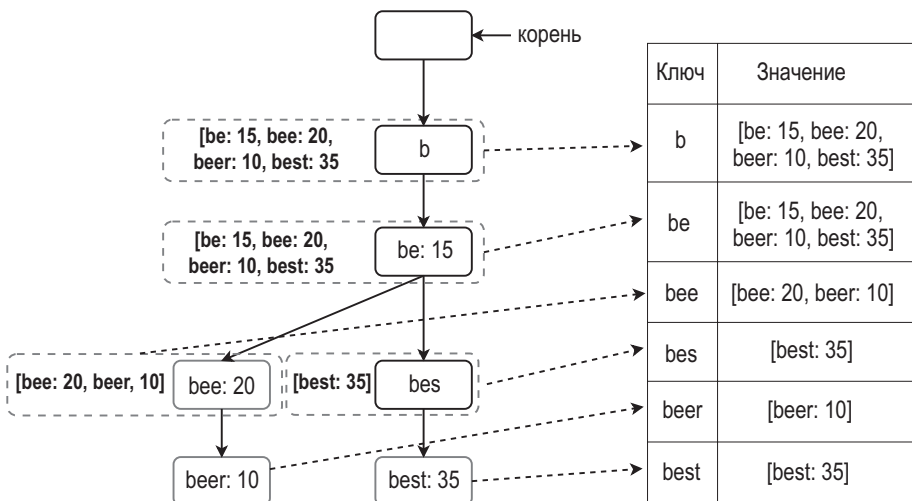 корень
[be: 15, bee: 20,
beer: 10, best: 35
b
[be: 15, bee: 20,
beer: 10, best: 35
be: 15
[bee: 20, beer, 10]
bee: 20
[best: 35]
bes
beer: 10
best: 35
Ключ Значение
b [be: 15, bee: 20,
beer: 10, best: 35]
be [be: 15, bee: 20,
beer: 10, best: 35]
bee [bee: 20, beer: 10]
bes [best: 35]
beer [beer: 10]
best [best: 35]